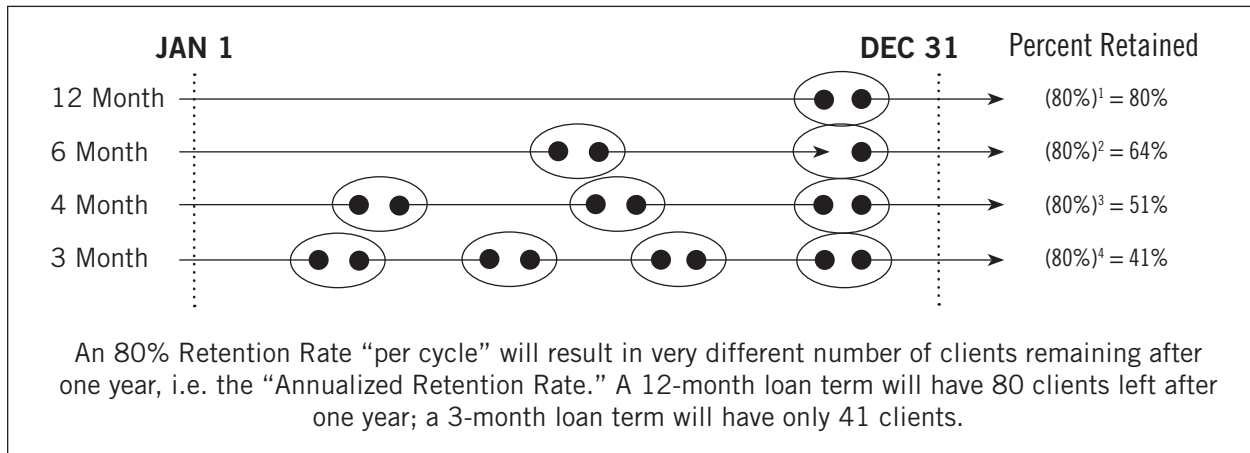 JAN 1 DEC 31 Percent Retained
12 Month (80%)¹ = 80%
6 Month (80%)² = 64%
4 Month (80%)³ = 51%
3 Month (80%)⁴ = 41%
An 80% Retention Rate “per cycle” will result in very different number of clients remaining after
one year, i.e. the “Annualized Retention Rate.” A 12-month loan term will have 80 clients left after
one year; a 3-month loan term will have only 41 clients.